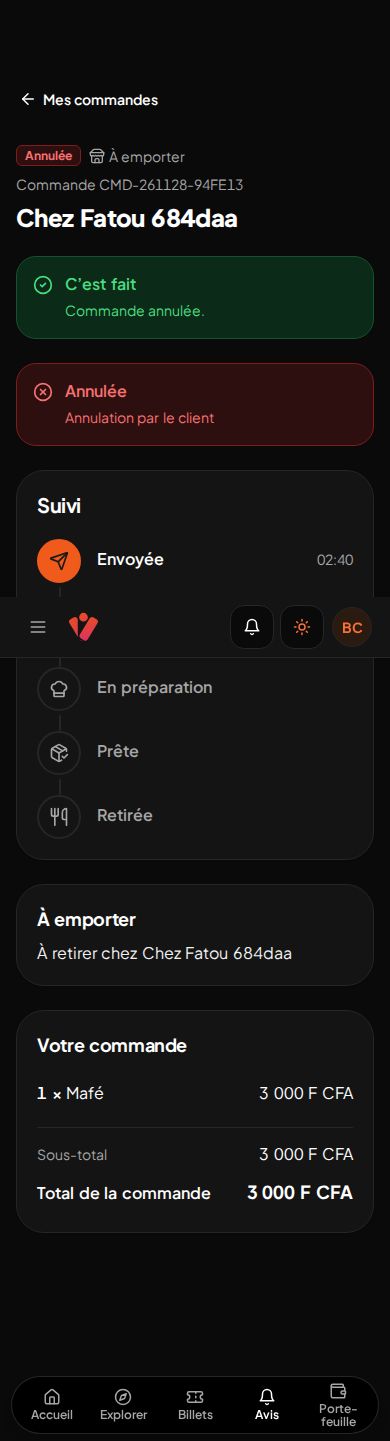 Mes commandes
Annulée À emporter
Commande CMD-261128-94FE13
Chez Fatou 684daa
C’est fait
Commande annulée.
Annulée
Annulation par le client
Suivi
Envoyée 02:40
BC
En préparation
Prête
Retirée
À emporter
À retirer chez Chez Fatou 684daa
Votre commande
1 × Mafé 3 000 F CFA
Sous-total 3 000 F CFA
Total de la commande 3 000 F CFA
Accueil Explorer Billets Avis Porte-
feuille